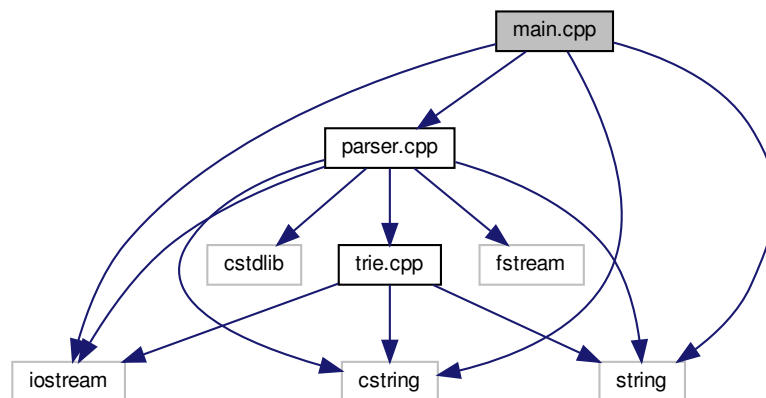 main.cpp
parser.cpp
cstdlib
trie.cpp
fstream
iostream
cstring
string